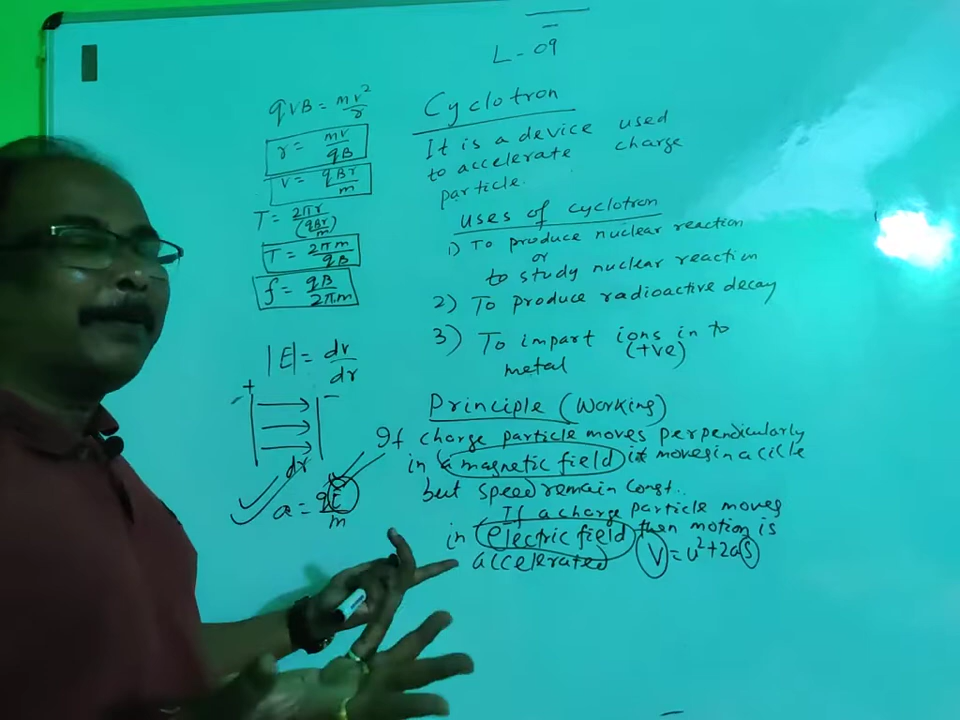 L - 09
qvB = mv²/r
r = mv/qB
v = qBr/m
T = 2πr/(qBr/m)
T = 2πm/qB
f = qB/2πm
|E| = dv/dr
+ −
dr
a = qE/m
Cyclotron
It is a device used
to accelerate charge
particle.
uses of cyclotron
1) To produce nuclear reaction
or
to study nuclear reaction
2) To produce radioactive decay
3) To impart ions in to
metal (+ve)
Principle (Working)
If charge particle moves perpendicularly
in a magnetic field it moves in a cicle
but speed remain const..
If a charge particle moves
in electric field then motion is
accelerated V = u² + 2as